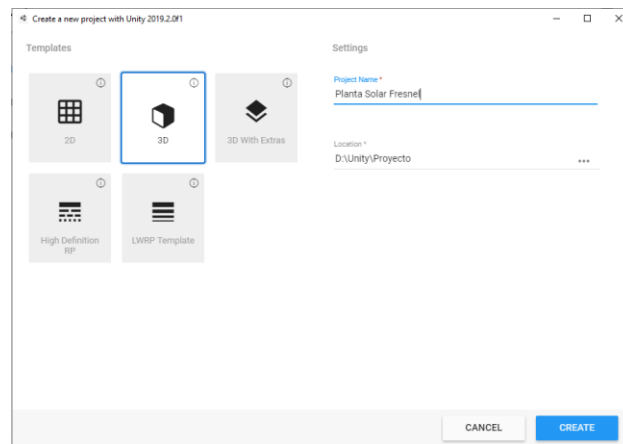 Create a new project with Unity 2019.2.0f1
Templates
Settings
2D
3D
3D With Extras
High Definition
RP
LWRP Template
Project Name *
Planta Solar Fresnel
Location *
D:\Unity\Proyecto
CANCEL
CREATE